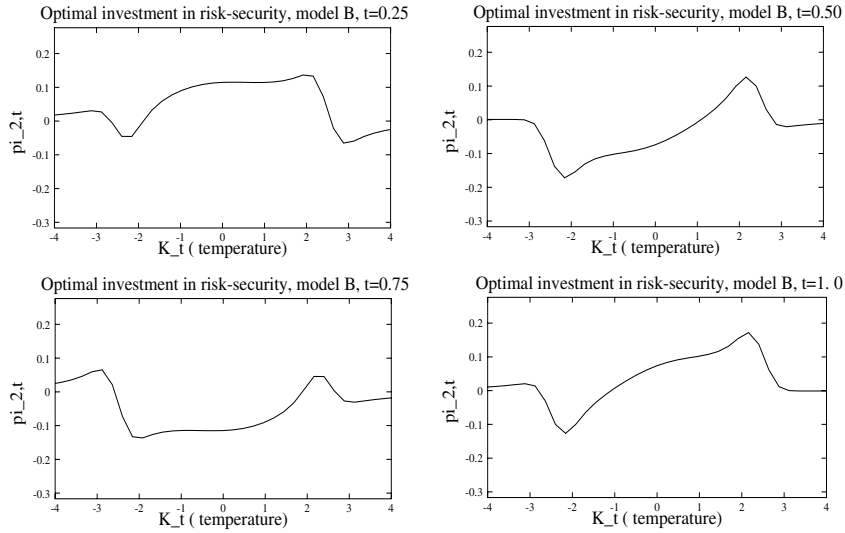 Optimal investment in risk-security, model B, t=0.25
pi_2,t
0.2
0.1
0
-0.1
-0.2
-0.3
-4 -3 -2 -1 0 1 2 3 4
K_t ( temperature)
Optimal investment in risk-security, model B, t=0.50
pi_2,t
0.2
0.1
0
-0.1
-0.2
-0.3
-4 -3 -2 -1 0 1 2 3 4
K_t ( temperature)
Optimal investment in risk-security, model B, t=0.75
pi_2,t
0.2
0.1
0
-0.1
-0.2
-0.3
-4 -3 -2 -1 0 1 2 3 4
K_t ( temperature)
Optimal investment in risk-security, model B, t=1. 0
pi_2,t
0.2
0.1
0
-0.1
-0.2
-0.3
-4 -3 -2 -1 0 1 2 3 4
K_t ( temperature)